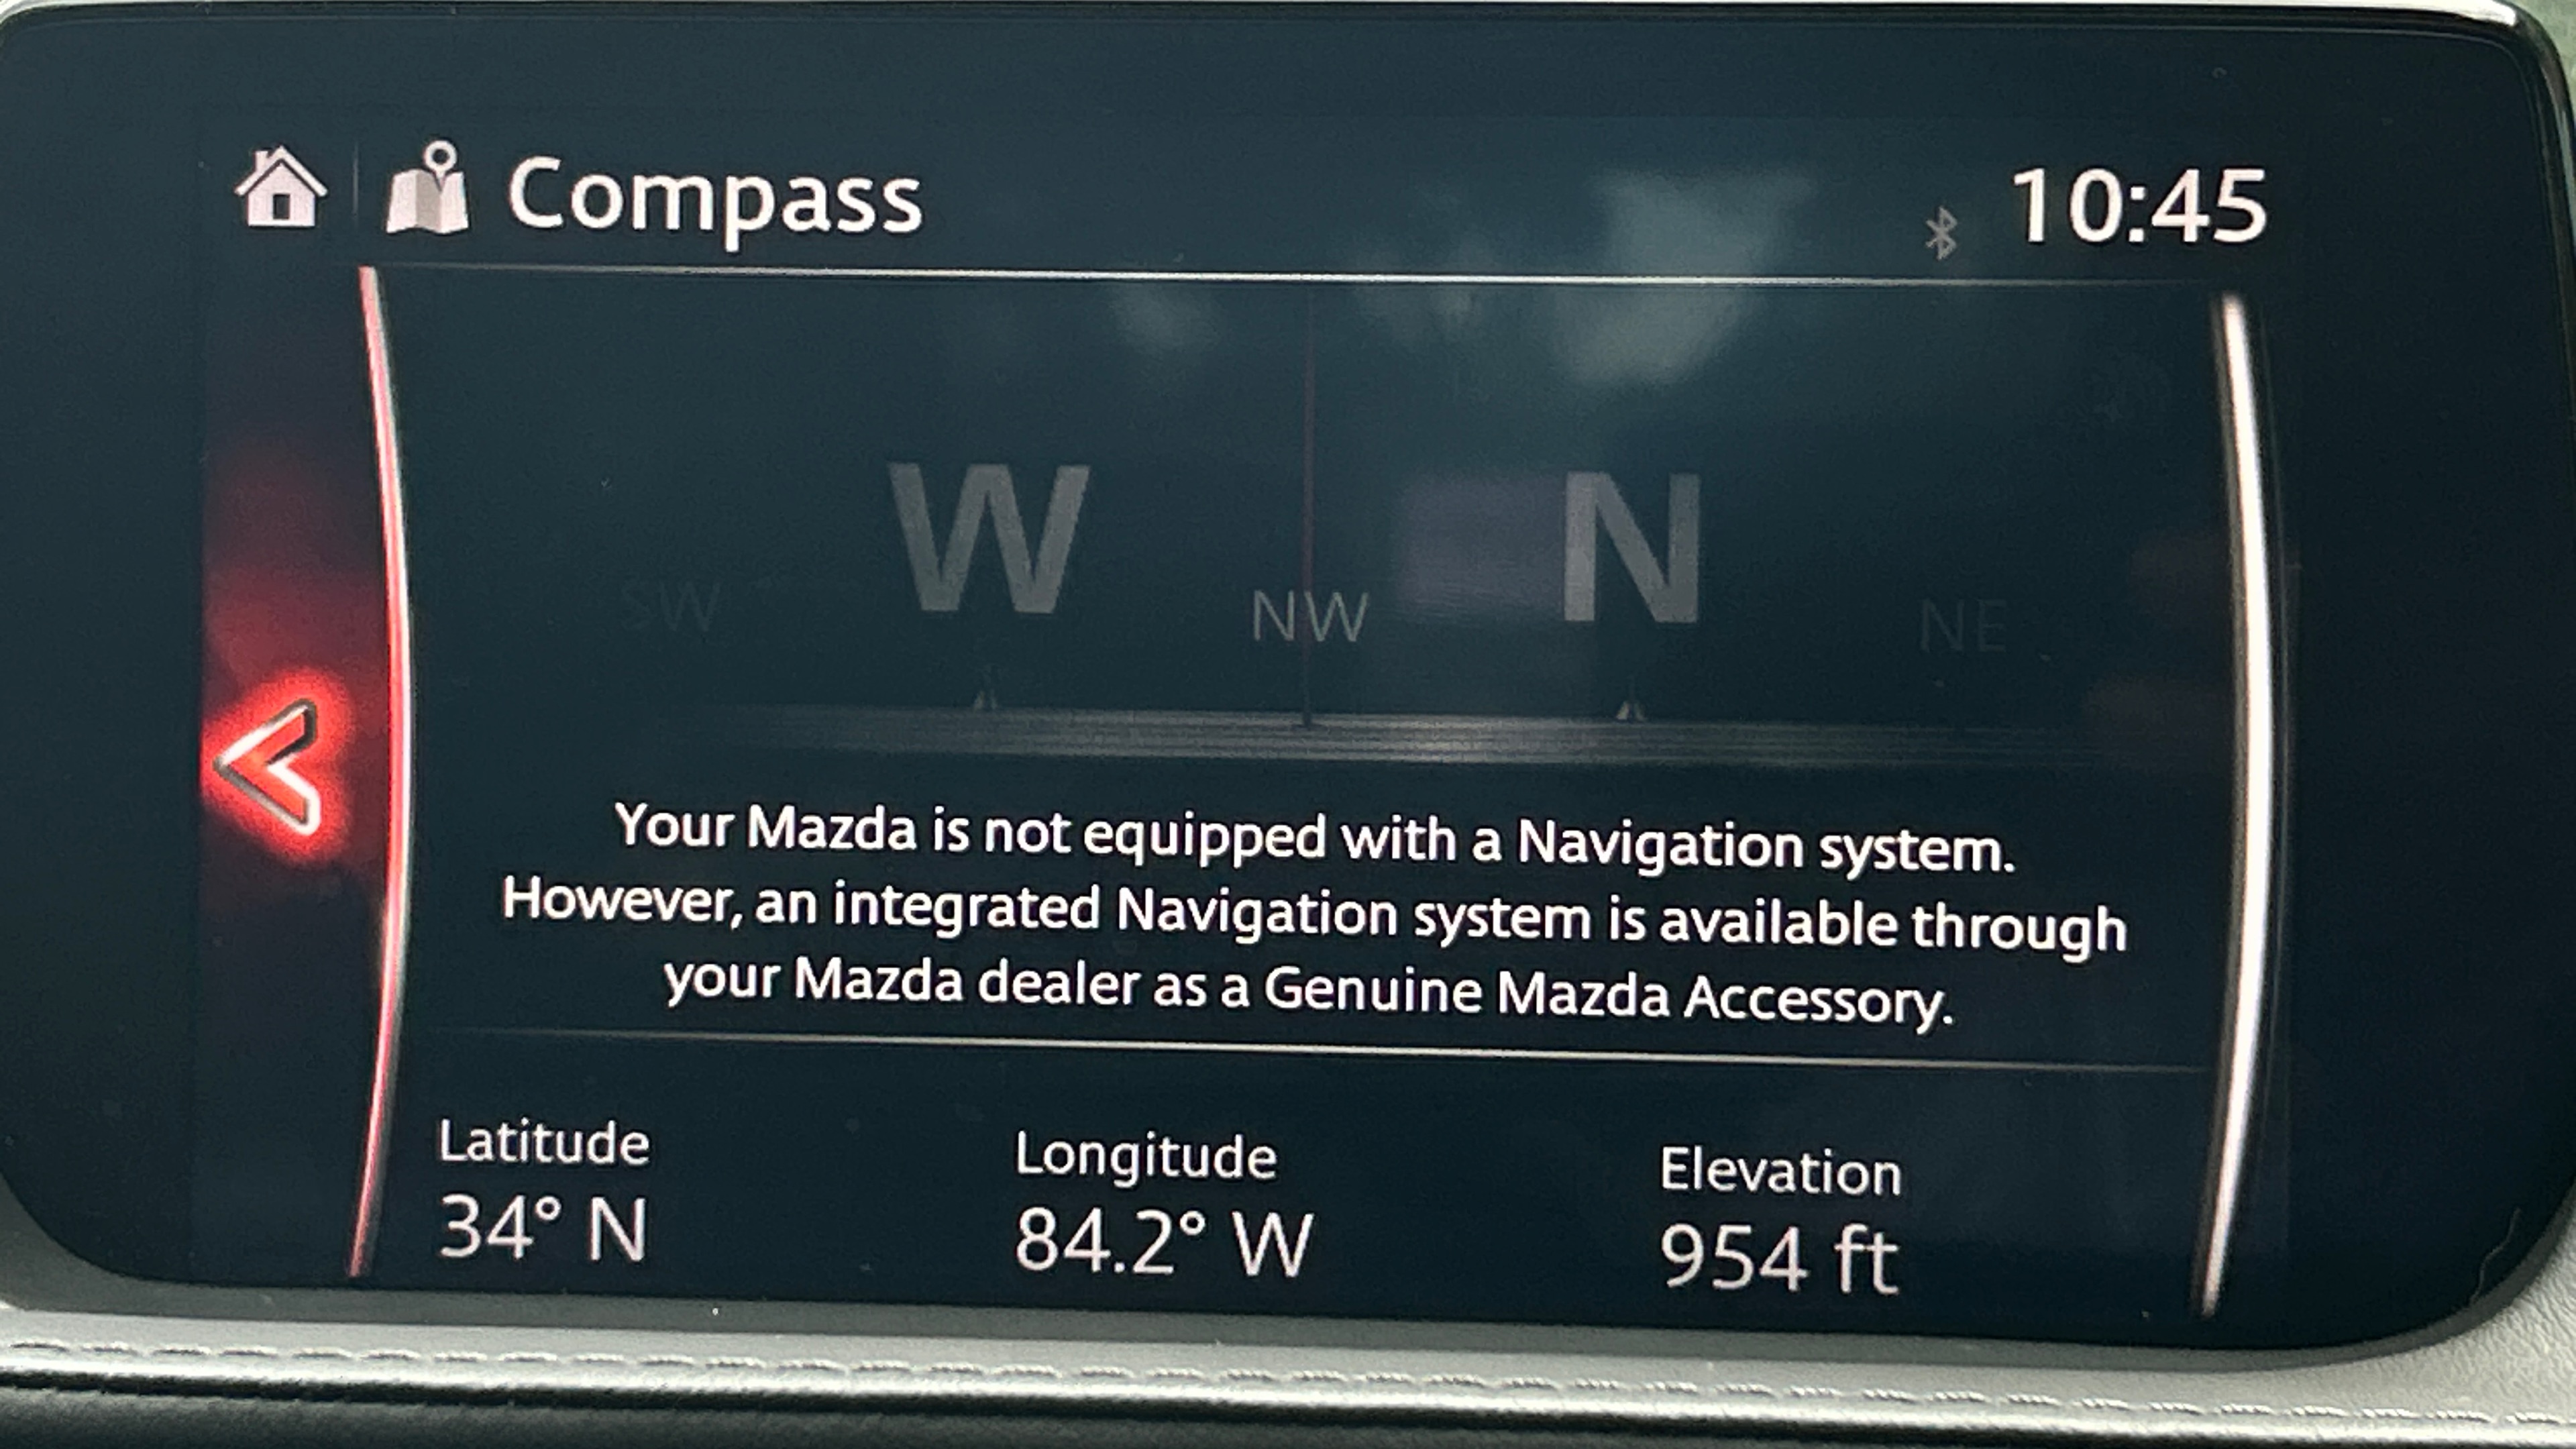 Compass
10:45
SW W NW N NE
Your Mazda is not equipped with a Navigation system.
However, an integrated Navigation system is available through
your Mazda dealer as a Genuine Mazda Accessory.
Latitude Longitude Elevation
34° N 84.2° W 954 ft